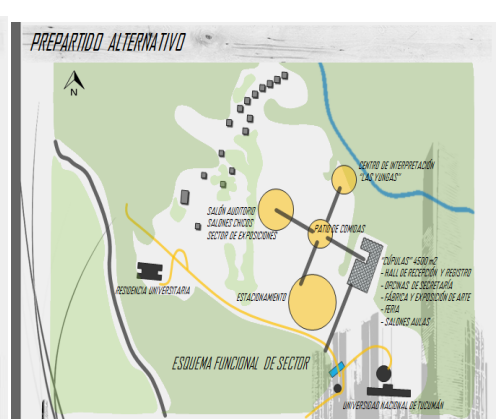 PREPARTIDO ALTERNATIVO
N
CENTRO DE INTERPRETACIÓN
"LAS YUNGAS"
SALÓN AUDITORIO
SALONES CHICOS
SECTOR DE EXPOSICIONES
PATIO DE COMIDAS
"CÚPULAS" 4500 m2
- HALL DE RECEPCIÓN Y REGISTRO
- OFICINAS DE SECRETARÍA
- FÁBRICA Y EXPOSICIÓN DE ARTE
- FERIA
- SALONES AULAS
RESIDENCIA UNIVERSITARIA
ESTACIONAMIENTO
ESQUEMA FUNCIONAL DE SECTOR
UNIVERSIDAD NACIONAL DE TUCUMÁN